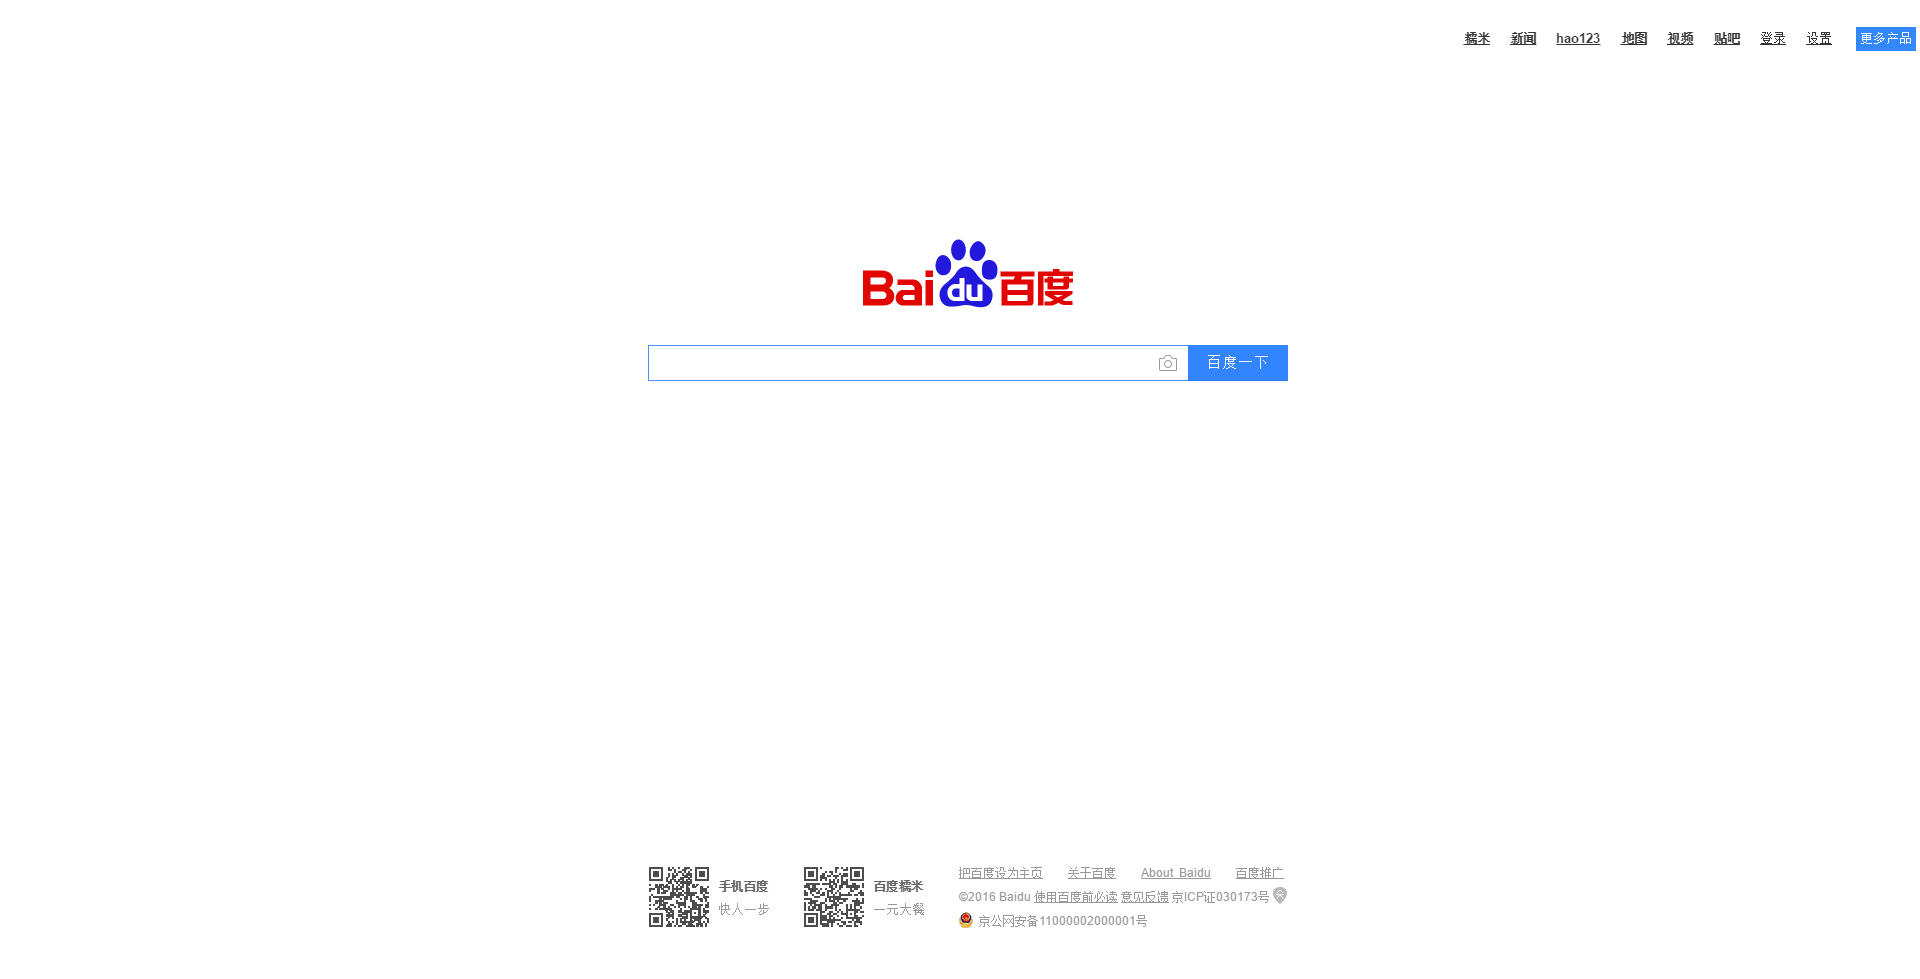 糯米 新闻 hao123 地图 视频 贴吧 登录 设置 更多产品
Bai du 百度
百度一下
手机百度
快人一步
百度糯米
一元大餐
把百度设为主页 关于百度 About Baidu 百度推广
©2016 Baidu 使用百度前必读 意见反馈 京ICP证030173号
京公网安备11000002000001号